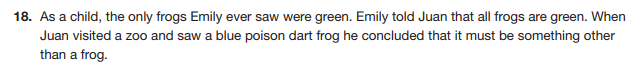 18. As a child, the only frogs Emily ever saw were green. Emily told Juan that all frogs are green. When
Juan visited a zoo and saw a blue poison dart frog he concluded that it must be something other
than a frog.